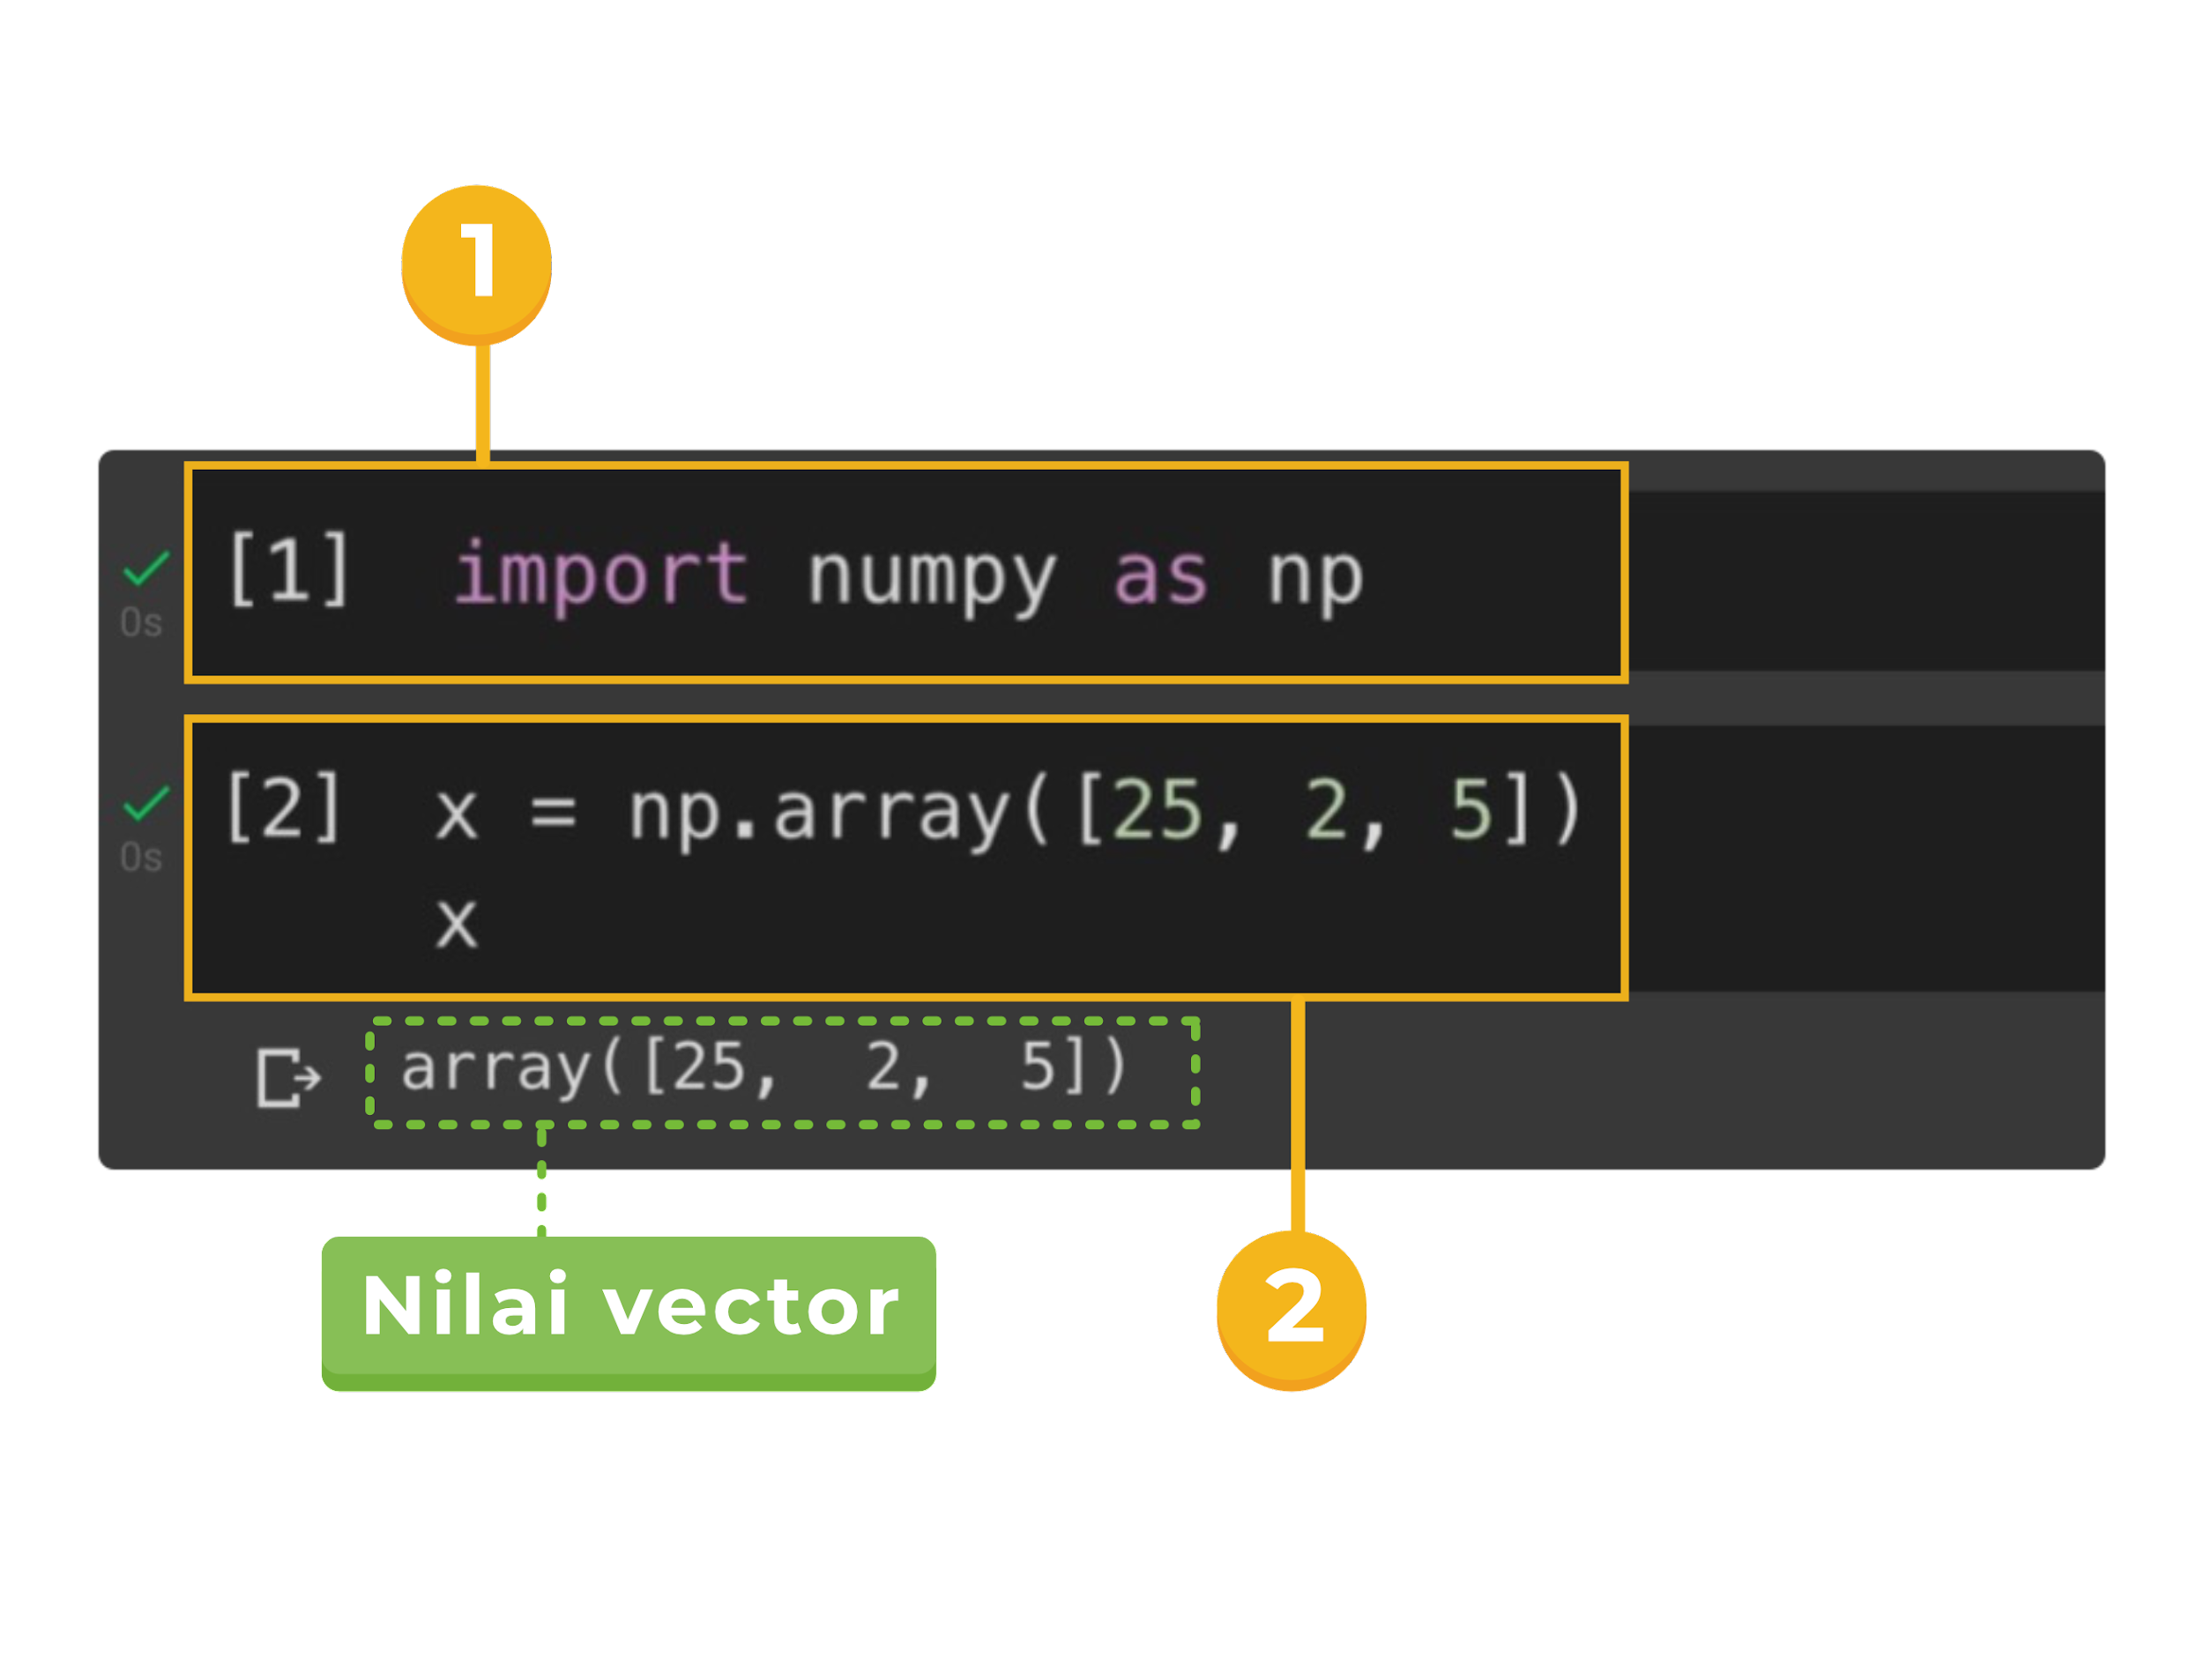 1
[1] import numpy as np
0s
[2] x = np.array([25, 2, 5])
0s
x
array([25, 2, 5])
Nilai vector
2